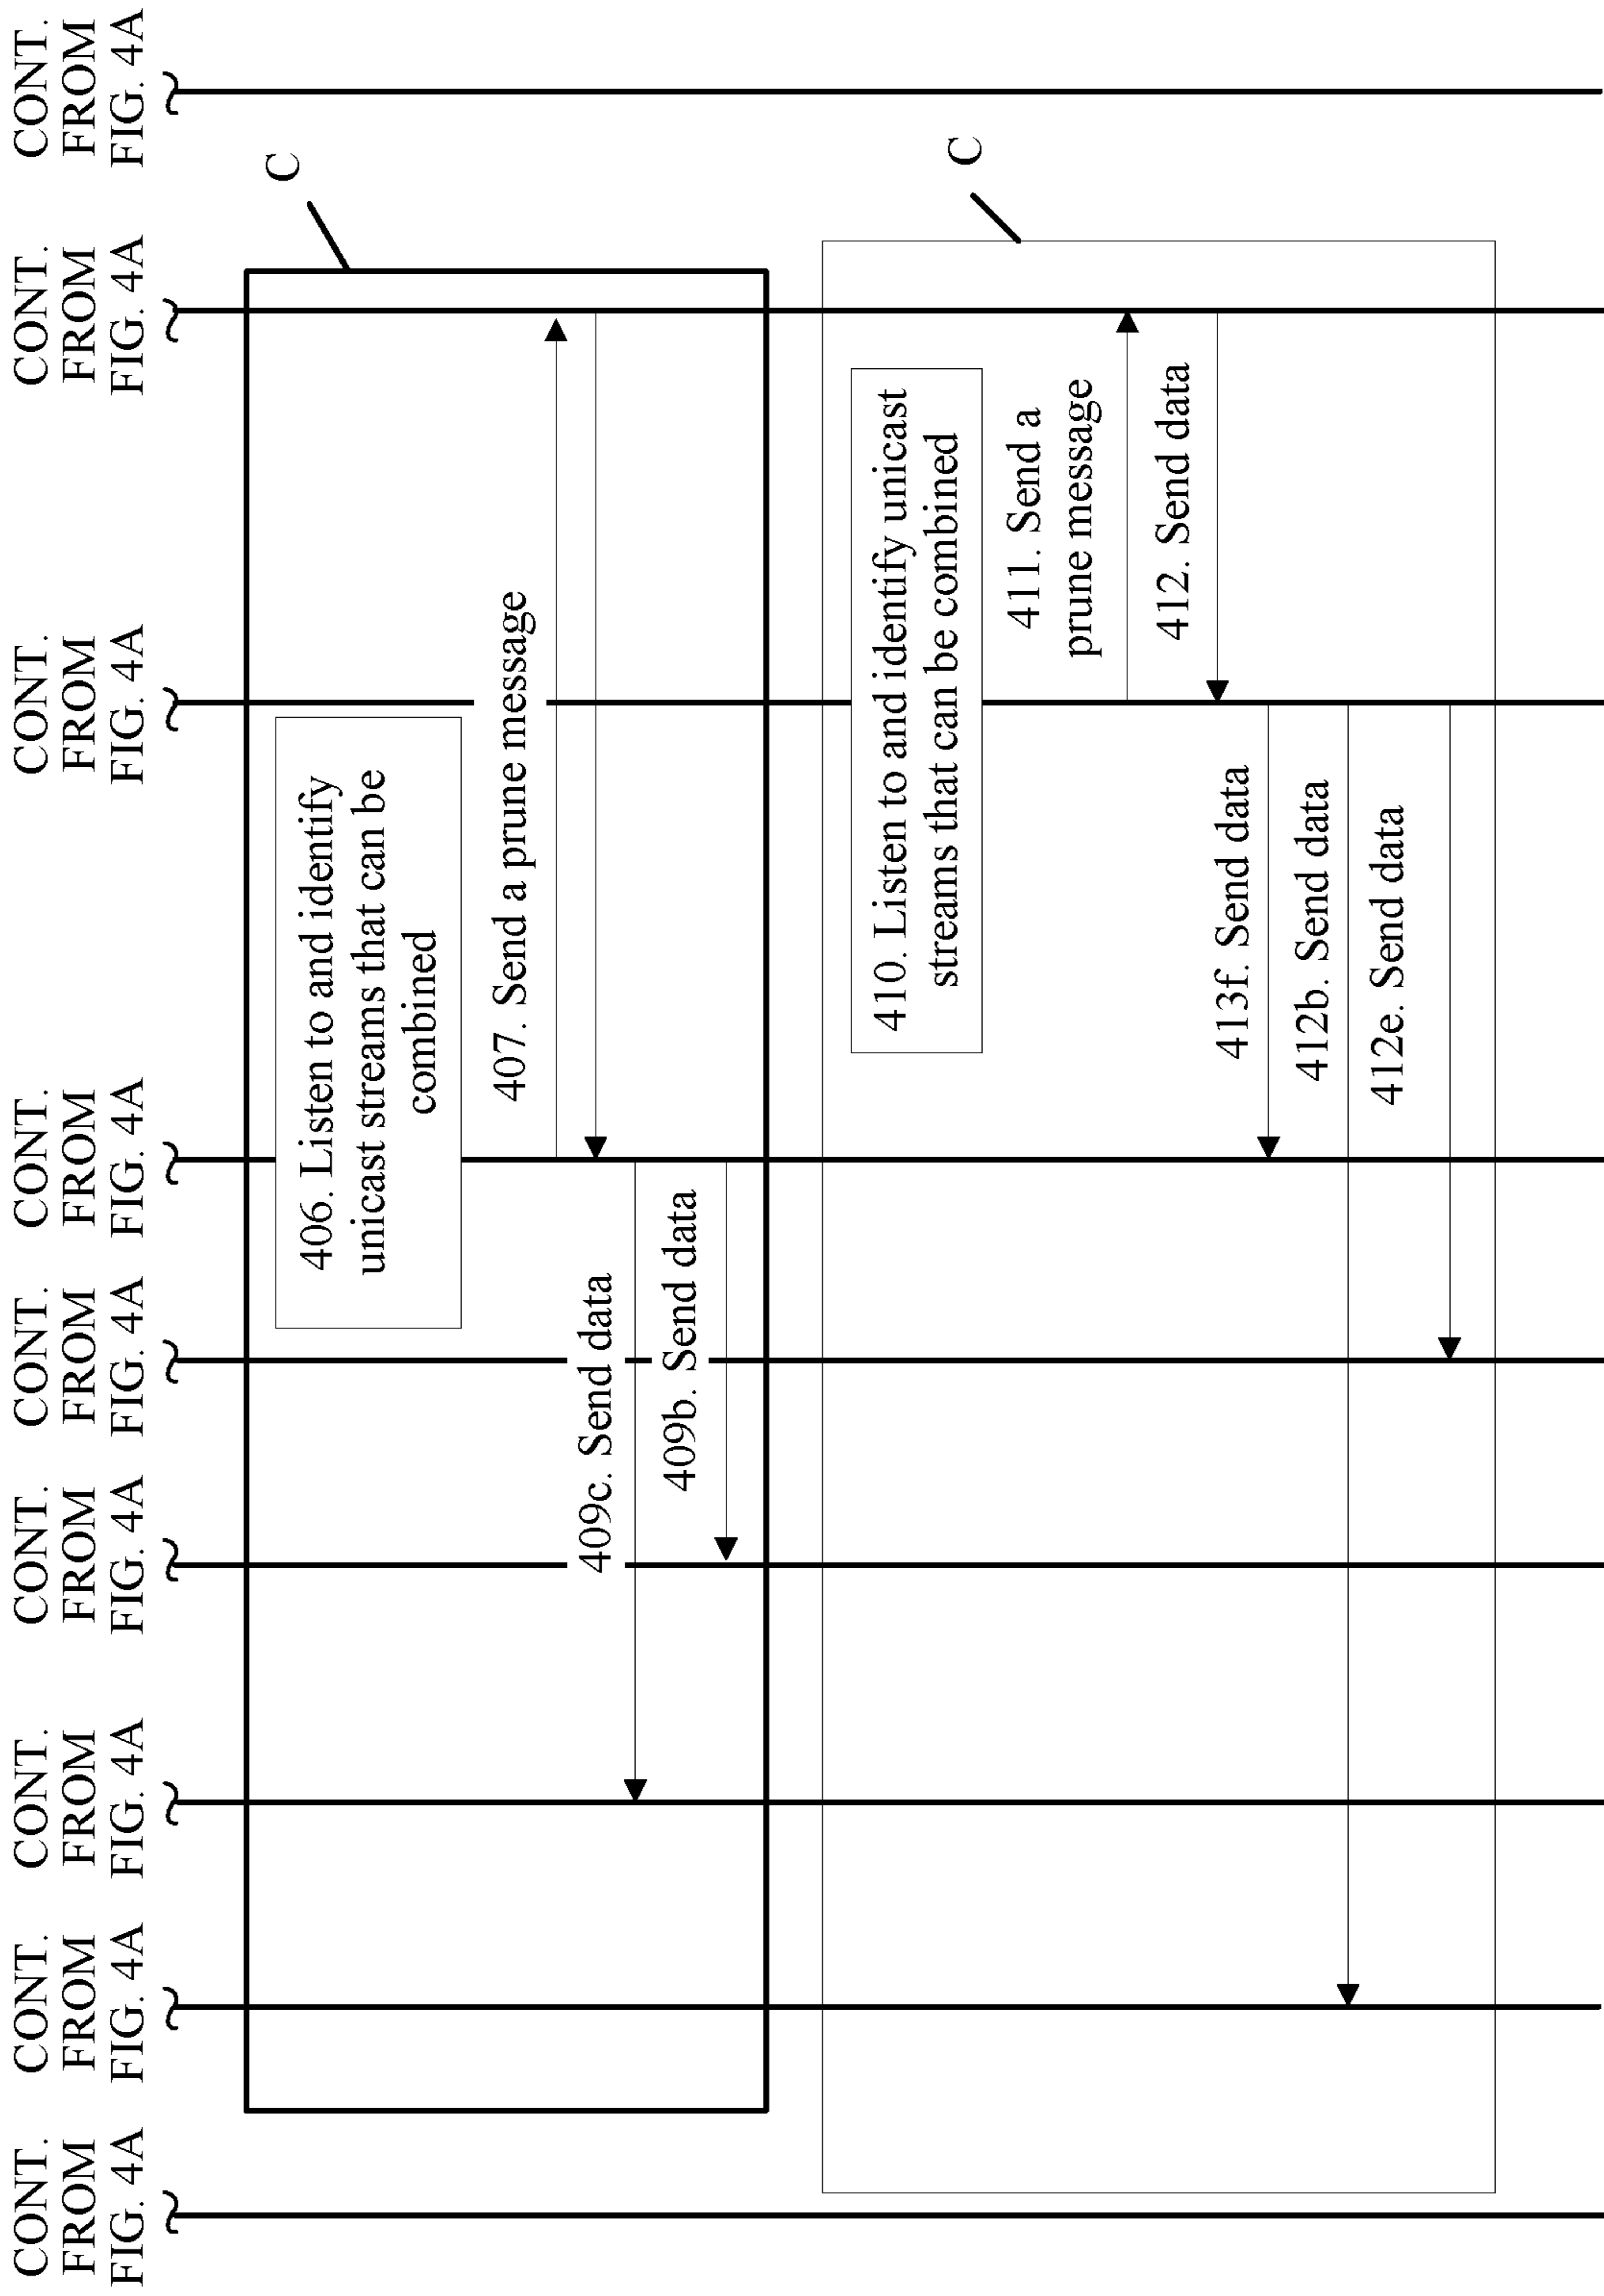 CONT.
FROM
FIG. 4A
CONT.
FROM
FIG. 4A
CONT.
FROM
FIG. 4A
CONT.
FROM
FIG. 4A
CONT.
FROM
FIG. 4A
CONT.
FROM
FIG. 4A
CONT.
FROM
FIG. 4A
CONT.
FROM
FIG. 4A
CONT.
FROM
FIG. 4A
C
406. Listen to and identify
unicast streams that can be
combined
407. Send a prune message
409c. Send data
409b. Send data
410. Listen to and identify unicast
streams that can be combined
C
411. Send a
prune message
412. Send data
413f. Send data
412b. Send data
412e. Send data